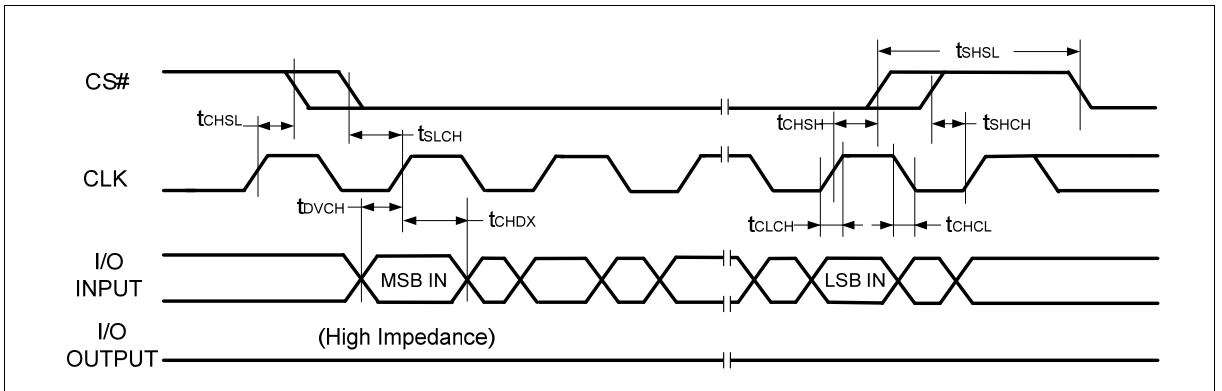 tSHSL
CS#
tCHSL
tSLCH
tCHSH
tSHCH
CLK
tDVCH
tCHDX
tCLCH
tCHCL
I/O
INPUT
MSB IN
LSB IN
(High Impedance)
I/O
OUTPUT